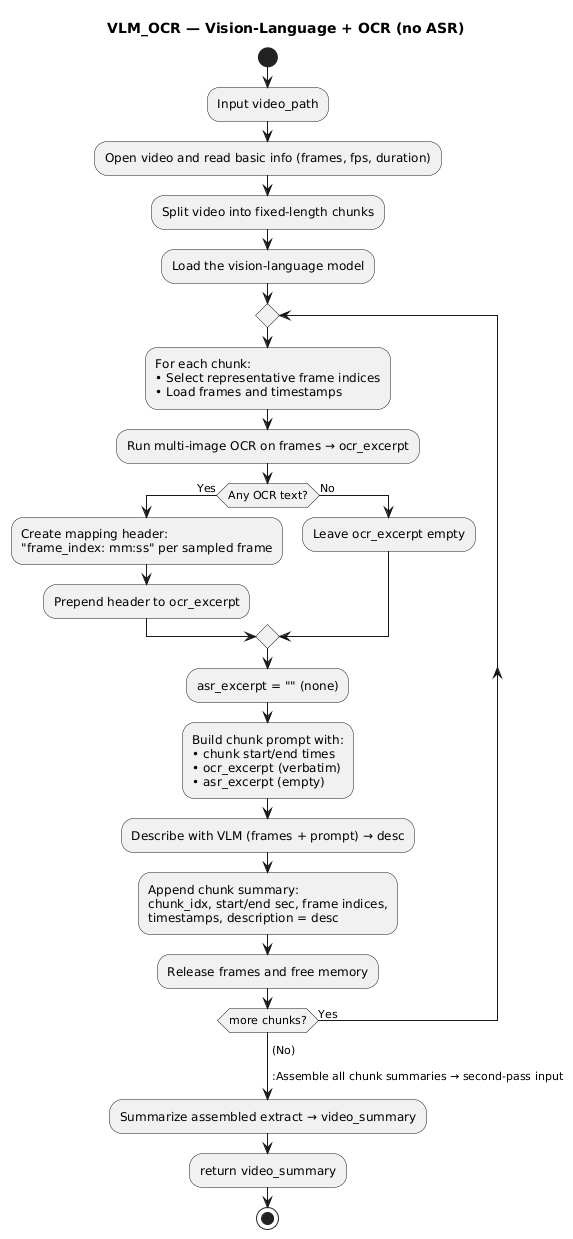 VLM_OCR — Vision-Language + OCR (no ASR)
Input video_path
Open video and read basic info (frames, fps, duration)
Split video into fixed-length chunks
Load the vision-language model
For each chunk:
• Select representative frame indices
• Load frames and timestamps
Run multi-image OCR on frames → ocr_excerpt
Any OCR text?
Yes
No
Create mapping header:
"frame_index: mm:ss" per sampled frame
Leave ocr_excerpt empty
Prepend header to ocr_excerpt
asr_excerpt = "" (none)
Build chunk prompt with:
• chunk start/end times
• ocr_excerpt (verbatim)
• asr_excerpt (empty)
Describe with VLM (frames + prompt) → desc
Append chunk summary:
chunk_idx, start/end sec, frame indices,
timestamps, description = desc
Release frames and free memory
more chunks?
Yes
(No)
:Assemble all chunk summaries → second-pass input
Summarize assembled extract → video_summary
return video_summary